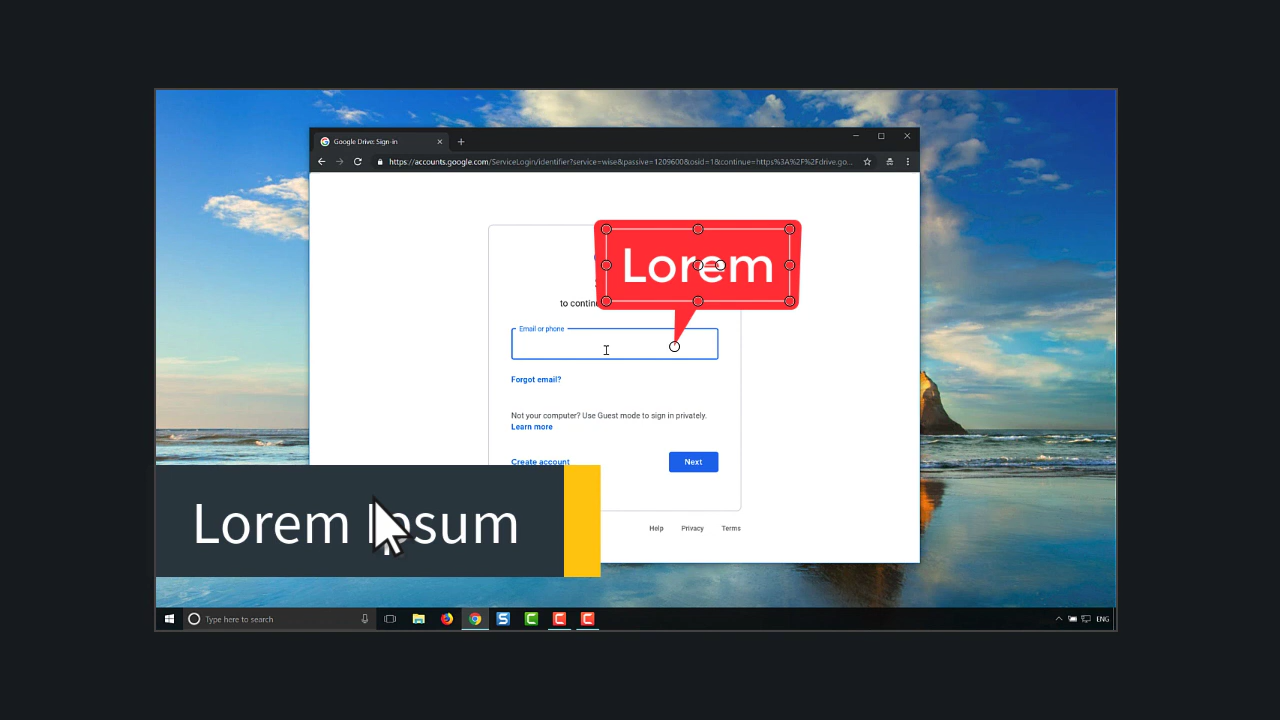 Google Drive: Sign-in
https://accounts.google.com/ServiceLogin/identifier?service=wise&passive=1209600&osid=1&continue=https%3A%2F%2Fdrive.go...
Lorem
to contin
Email or phone
Forgot email?
Not your computer? Use Guest mode to sign in privately.
Learn more
Create account
Next
Lorem Ipsum
Help Privacy Terms
Type here to search
ENG